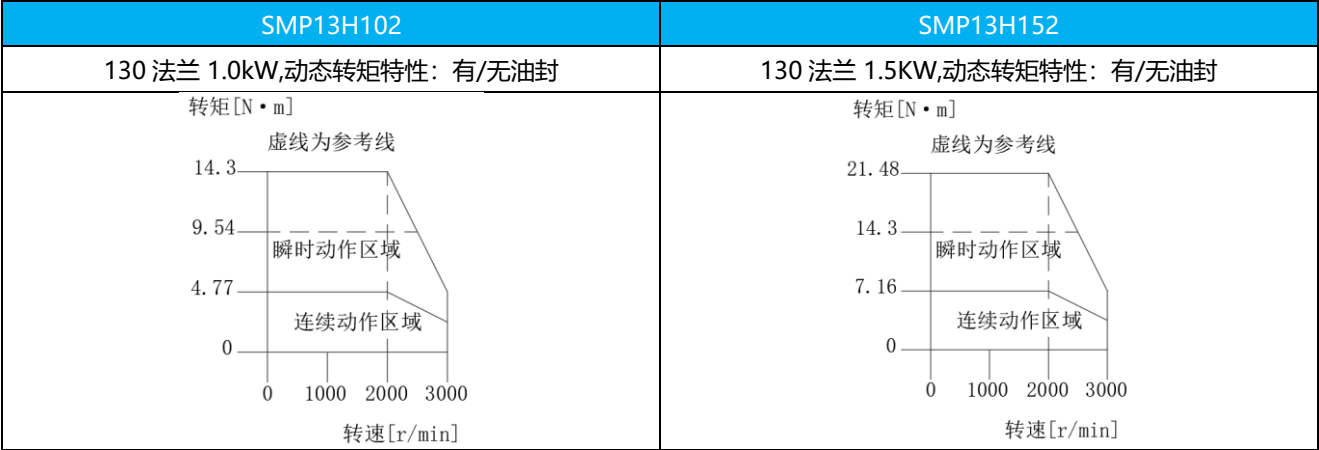 SMP13H102
SMP13H152
130 法兰 1.0kW,动态转矩特性：有/无油封
130 法兰 1.5KW,动态转矩特性：有/无油封
转矩[N·m]
虚线为参考线
14.3
9.54
瞬时动作区域
4.77
连续动作区域
0
0 1000 2000 3000
转速[r/min]
转矩[N·m]
虚线为参考线
21.48
14.3
瞬时动作区域
7.16
连续动作区域
0
0 1000 2000 3000
转速[r/min]